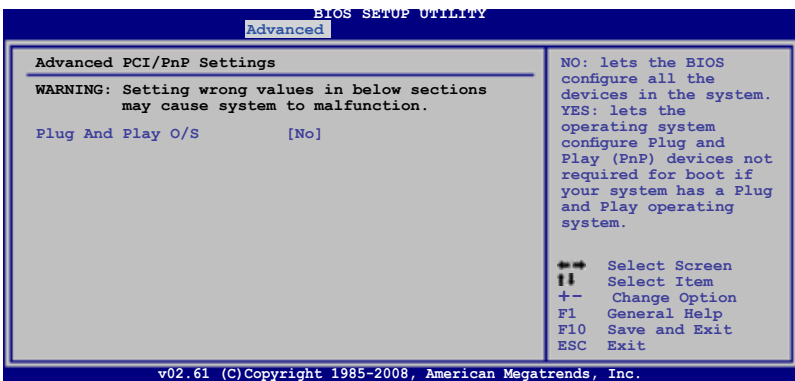 BIOS SETUP UTILITY
Advanced
Advanced PCI/PnP Settings
WARNING: Setting wrong values in below sections
may cause system to malfunction.
Plug And Play O/S [No]
NO: lets the BIOS
configure all the
devices in the system.
YES: lets the
operating system
configure Plug and
Play (PnP) devices not
required for boot if
your system has a Plug
and Play operating
system.
←→ Select Screen
↑↓ Select Item
+- Change Option
F1 General Help
F10 Save and Exit
ESC Exit
v02.61 (C)Copyright 1985-2008, American Megatrends, Inc.